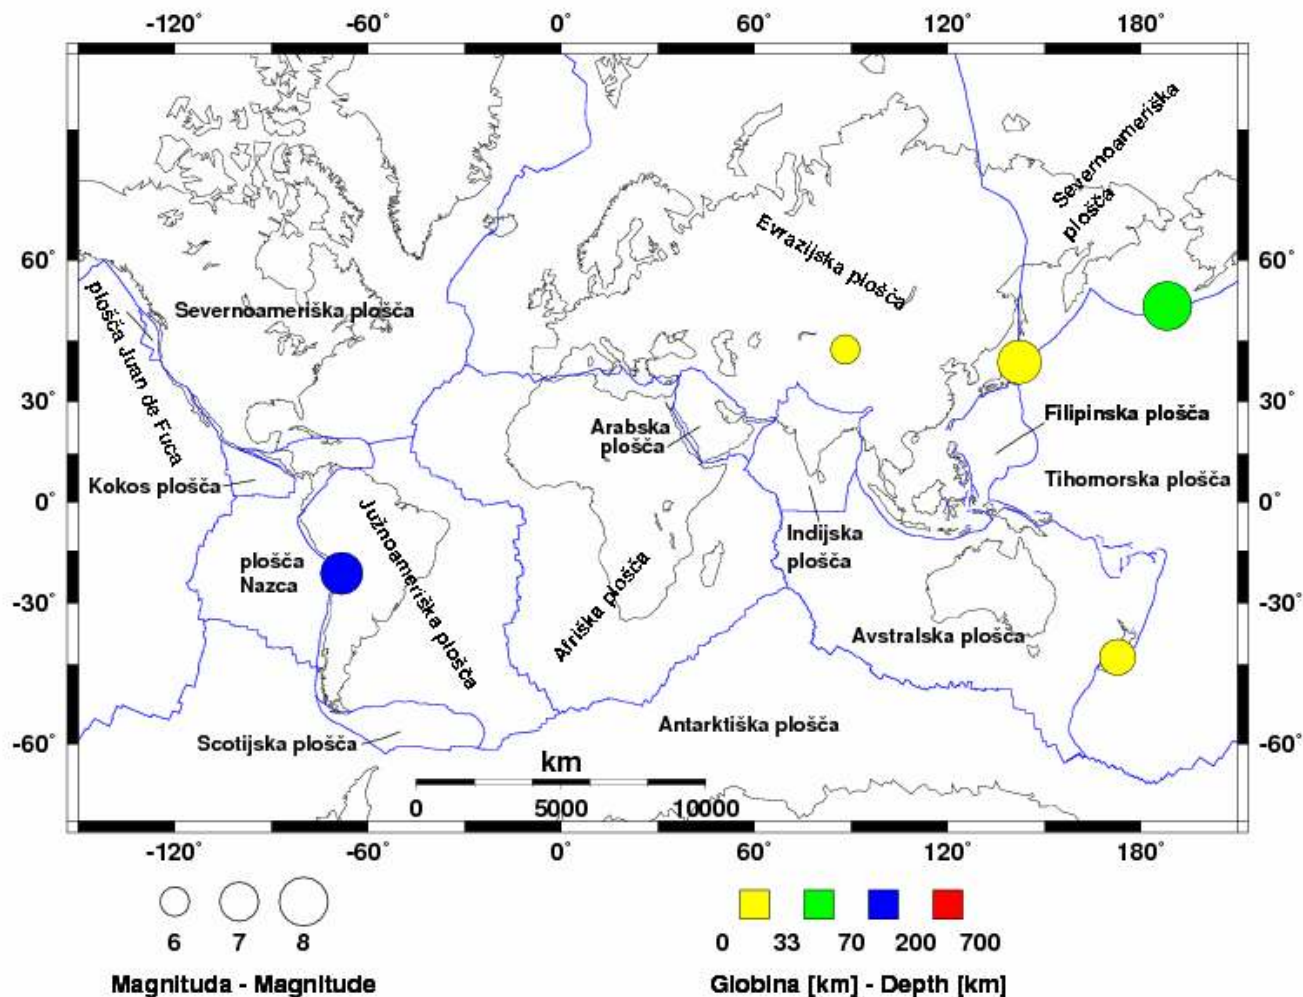 -120° -60° 0° 60° 120° 180°
60° 60°
30° 30°
0° 0°
-30° -30°
-60° -60°
Severnoameriška
plošča
Evrazijska plošča
Severnoameriška plošča
plošča Juan de Fuca
Arabska
plošča
Filipinska plošča
Tihomorska plošča
Kokos plošča
Južnoameriška plošča
Indijska
plošča
plošča
Nazca
Afriška plošča
Avstralska plošča
Antarktiška plošča
Scotijska plošča
km
0 5000 10000
-120° -60° 0° 60° 120° 180°
6 7 8
Magnituda - Magnitude
0 33 70 200 700
Globina [km] - Depth [km]